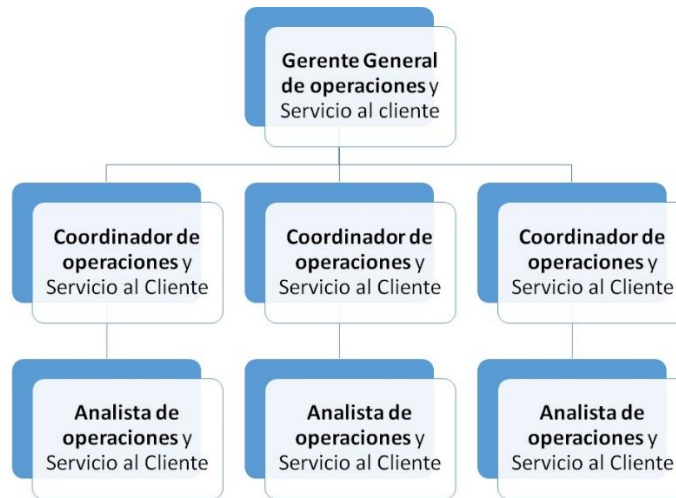 Gerente General
de operaciones y
Servicio al cliente
Coordinador de
operaciones y
Servicio al Cliente
Coordinador de
operaciones y
Servicio al Cliente
Coordinador de
operaciones y
Servicio al Cliente
Analista de
operaciones y
Servicio al Cliente
Analista de
operaciones y
Servicio al Cliente
Analista de
operaciones y
Servicio al Cliente